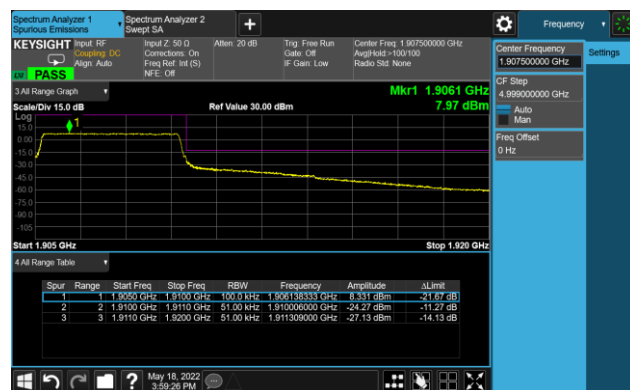 Spectrum Analyzer 1
Spurious Emissions
Spectrum Analyzer 2
Swept SA
+
Frequency
KEYSIGHT
Input: RF
Coupling: DC
Align: Auto
Input Z: 50 Ω
Corrections: On
Freq Ref: Int (S)
NFE: Off
Atten: 20 dB
Trig: Free Run
Gate: Off
IF Gain: Low
Center Freq: 1.907500000 GHz
Avg|Hold:>100/100
Radio Std: None
PASS
Center Frequency
1.907500000 GHz
Settings
CF Step
4.999000000 GHz
Auto
Man
Freq Offset
0 Hz
3 All Range Graph
Mkr1 1.9061 GHz
Scale/Div 15.0 dB
Ref Value 30.00 dBm
7.97 dBm
Log
1
15.0
0.00
-15.0
-30.0
-45.0
-60.0
-75.0
-90.0
-105
Start 1.905 GHz
Stop 1.920 GHz
4 All Range Table
Spur Range Start Freq Stop Freq RBW Frequency Amplitude ΔLimit
1 1 1.9050 GHz 1.9100 GHz 100.0 kHz 1.906138333 GHz 8.331 dBm -21.67 dB
2 2 1.9100 GHz 1.9110 GHz 51.00 kHz 1.910006000 GHz -24.27 dBm -11.27 dB
3 3 1.9110 GHz 1.9200 GHz 51.00 kHz 1.911309000 GHz -27.13 dBm -14.13 dB
?
May 18, 2022
3:59:26 PM